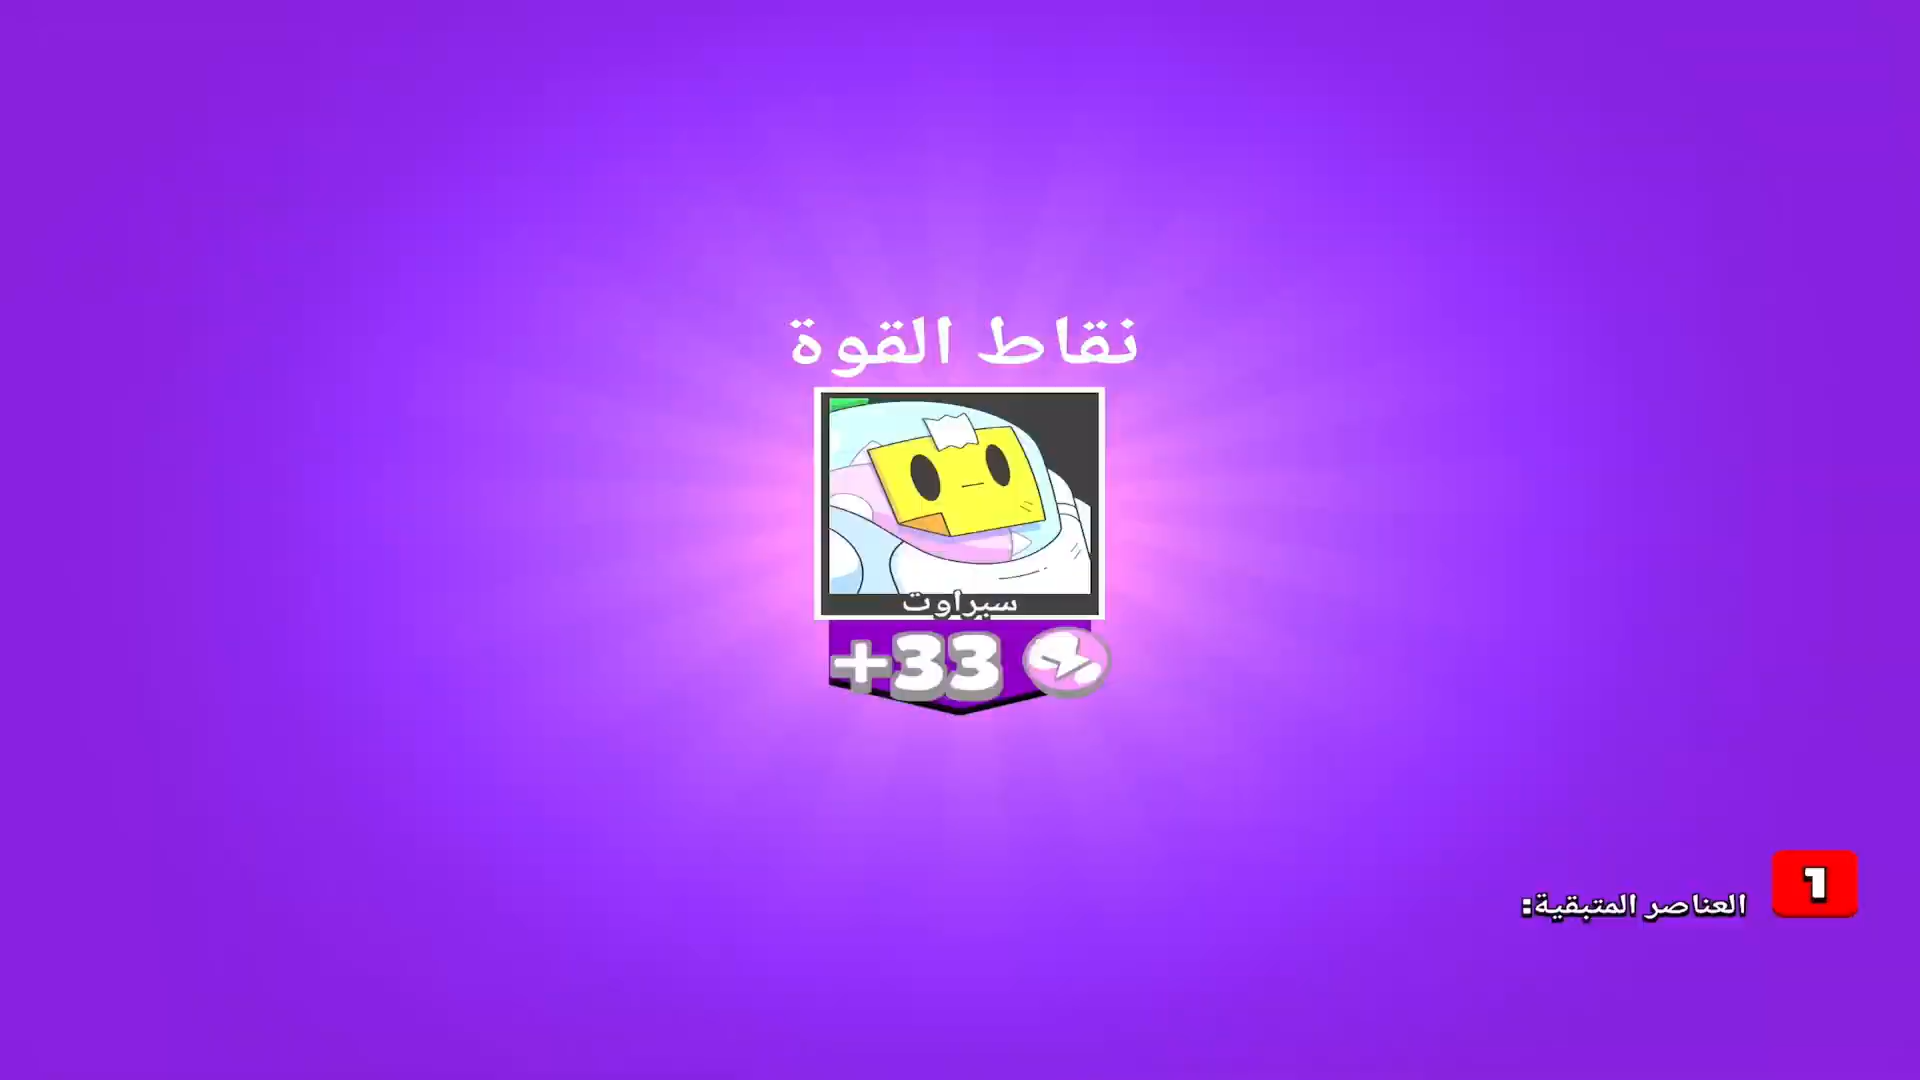 نقاط القوة
سبراوت
+33
العناصر المتبقية:
1